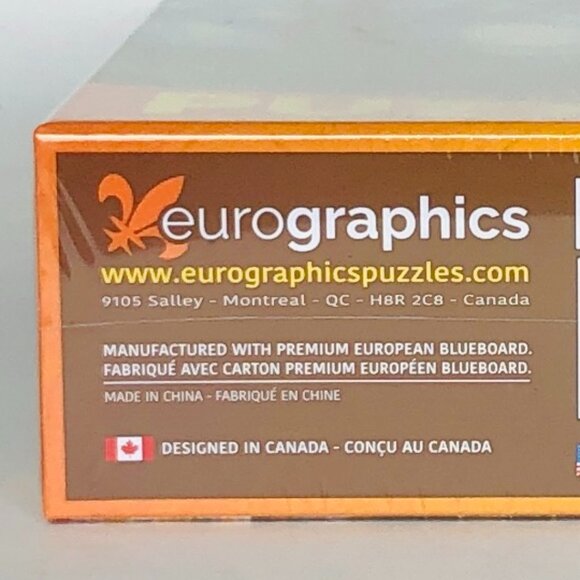 eurographics
www.eurographicspuzzles.com
9105 Salley - Montreal - QC - H8R 2C8 - Canada
MANUFACTURED WITH PREMIUM EUROPEAN BLUEBOARD.
FABRIQUÉ AVEC CARTON PREMIUM EUROPÉEN BLUEBOARD.
MADE IN CHINA - FABRIQUÉ EN CHINE
DESIGNED IN CANADA - CONÇU AU CANADA